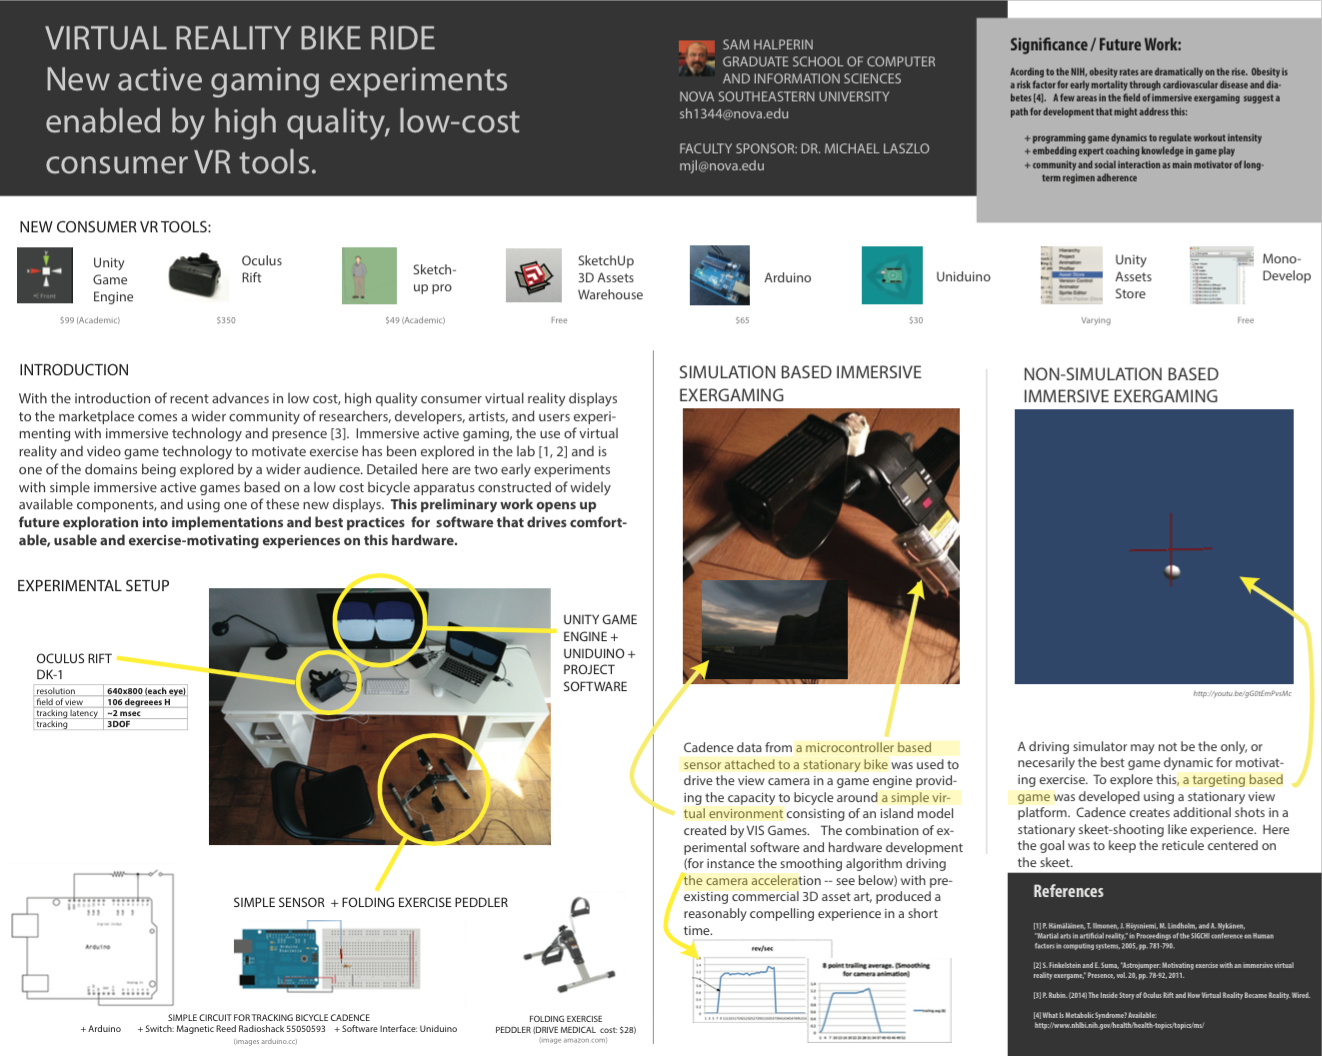 VIRTUAL REALITY BIKE RIDE
New active gaming experiments
enabled by high quality, low-cost
consumer VR tools.
SAM HALPERIN
GRADUATE SCHOOL OF COMPUTER
AND INFORMATION SCIENCES
NOVA SOUTHEASTERN UNIVERSITY
sh1344@nova.edu
FACULTY SPONSOR: DR. MICHAEL LASZLO
mjl@nova.edu
Significance / Future Work:
Acording to the NIH, obesity rates are dramatically on the rise. Obesity is
a risk factor for early mortality through cardiovascular disease and dia-
betes [4]. A few areas in the field of immersive exergaming suggest a
path for development that might address this:
+ programming game dynamics to regulate workout intensity
+ embedding expert coaching knowledge in game play
+ community and social interaction as main motivator of long-
term regimen adherence
NEW CONSUMER VR TOOLS:
Unity
Game
Engine
$99 (Academic)
Oculus
Rift
$350
Sketch-
up pro
$49 (Academic)
SketchUp
3D Assets
Warehouse
Free
Arduino
$65
Uniduino
$30
Unity
Assets
Store
Varying
Mono-
Develop
Free
INTRODUCTION
With the introduction of recent advances in low cost, high quality consumer virtual reality displays
to the marketplace comes a wider community of researchers, developers, artists, and users experi-
menting with immersive technology and presence [3]. Immersive active gaming, the use of virtual
reality and video game technology to motivate exercise has been explored in the lab [1, 2] and is
one of the domains being explored by a wider audience. Detailed here are two early experiments
with simple immersive active games based on a low cost bicycle apparatus constructed of widely
available components, and using one of these new displays. This preliminary work opens up
future exploration into implementations and best practices for software that drives comfort-
able, usable and exercise-motivating experiences on this hardware.
EXPERIMENTAL SETUP
OCULUS RIFT
DK-1
resolution 640x800 (each eye)
field of view 106 degreees H
tracking latency ~2 msec
tracking 3DOF
UNITY GAME
ENGINE +
UNIDUINO +
PROJECT
SOFTWARE
SIMPLE SENSOR + FOLDING EXERCISE PEDDLER
Arduino
SIMPLE CIRCUIT FOR TRACKING BICYCLE CADENCE
+ Arduino + Switch: Magnetic Reed Radioshack 55050593 + Software Interface: Uniduino
(images arduino.cc)
FOLDING EXERCISE
PEDDLER (DRIVE MEDICAL cost: $28)
(image amazon.com)
SIMULATION BASED IMMERSIVE
EXERGAMING
Cadence data from a microcontroller based
sensor attached to a stationary bike was used to
drive the view camera in a game engine provid-
ing the capacity to bicycle around a simple vir-
tual environment consisting of an island model
created by VIS Games. The combination of ex-
perimental software and hardware development
(for instance the smoothing algorithm driving
the camera acceleration -- see below) with pre-
existing commercial 3D asset art, produced a
reasonably compelling experience in a short
time.
rev/sec
8 point trailing average. (Smoothing
for camera animation)
NON-SIMULATION BASED
IMMERSIVE EXERGAMING
http://youtu.be/gG0tEmPvsMc
A driving simulator may not be the only, or
necesarily the best game dynamic for motivat-
ing exercise. To explore this, a targeting based
game was developed using a stationary view
platform. Cadence creates additional shots in a
stationary skeet-shooting like experience. Here
the goal was to keep the reticule centered on
the skeet.
References
[1] P. Hämäläinen, T. Ilmonen, J. Höysniemi, M. Lindholm, and A. Nykänen,
"Martial arts in artificial reality," in Proceedings of the SIGCHI conference on Human
factors in computing systems, 2005, pp. 781-790.
[2] S. Finkelstein and E. Suma, "Astrojumper: Motivating exercise with an immersive virtual
reality exergame," Presence, vol. 20, pp. 78-92, 2011.
[3] P. Rubin. (2014) The Inside Story of Oculus Rift and How Virtual Reality Became Reality. Wired.
[4] What Is Metabolic Syndrome? Available:
http://www.nhlbi.nih.gov/health/health-topics/topics/ms/